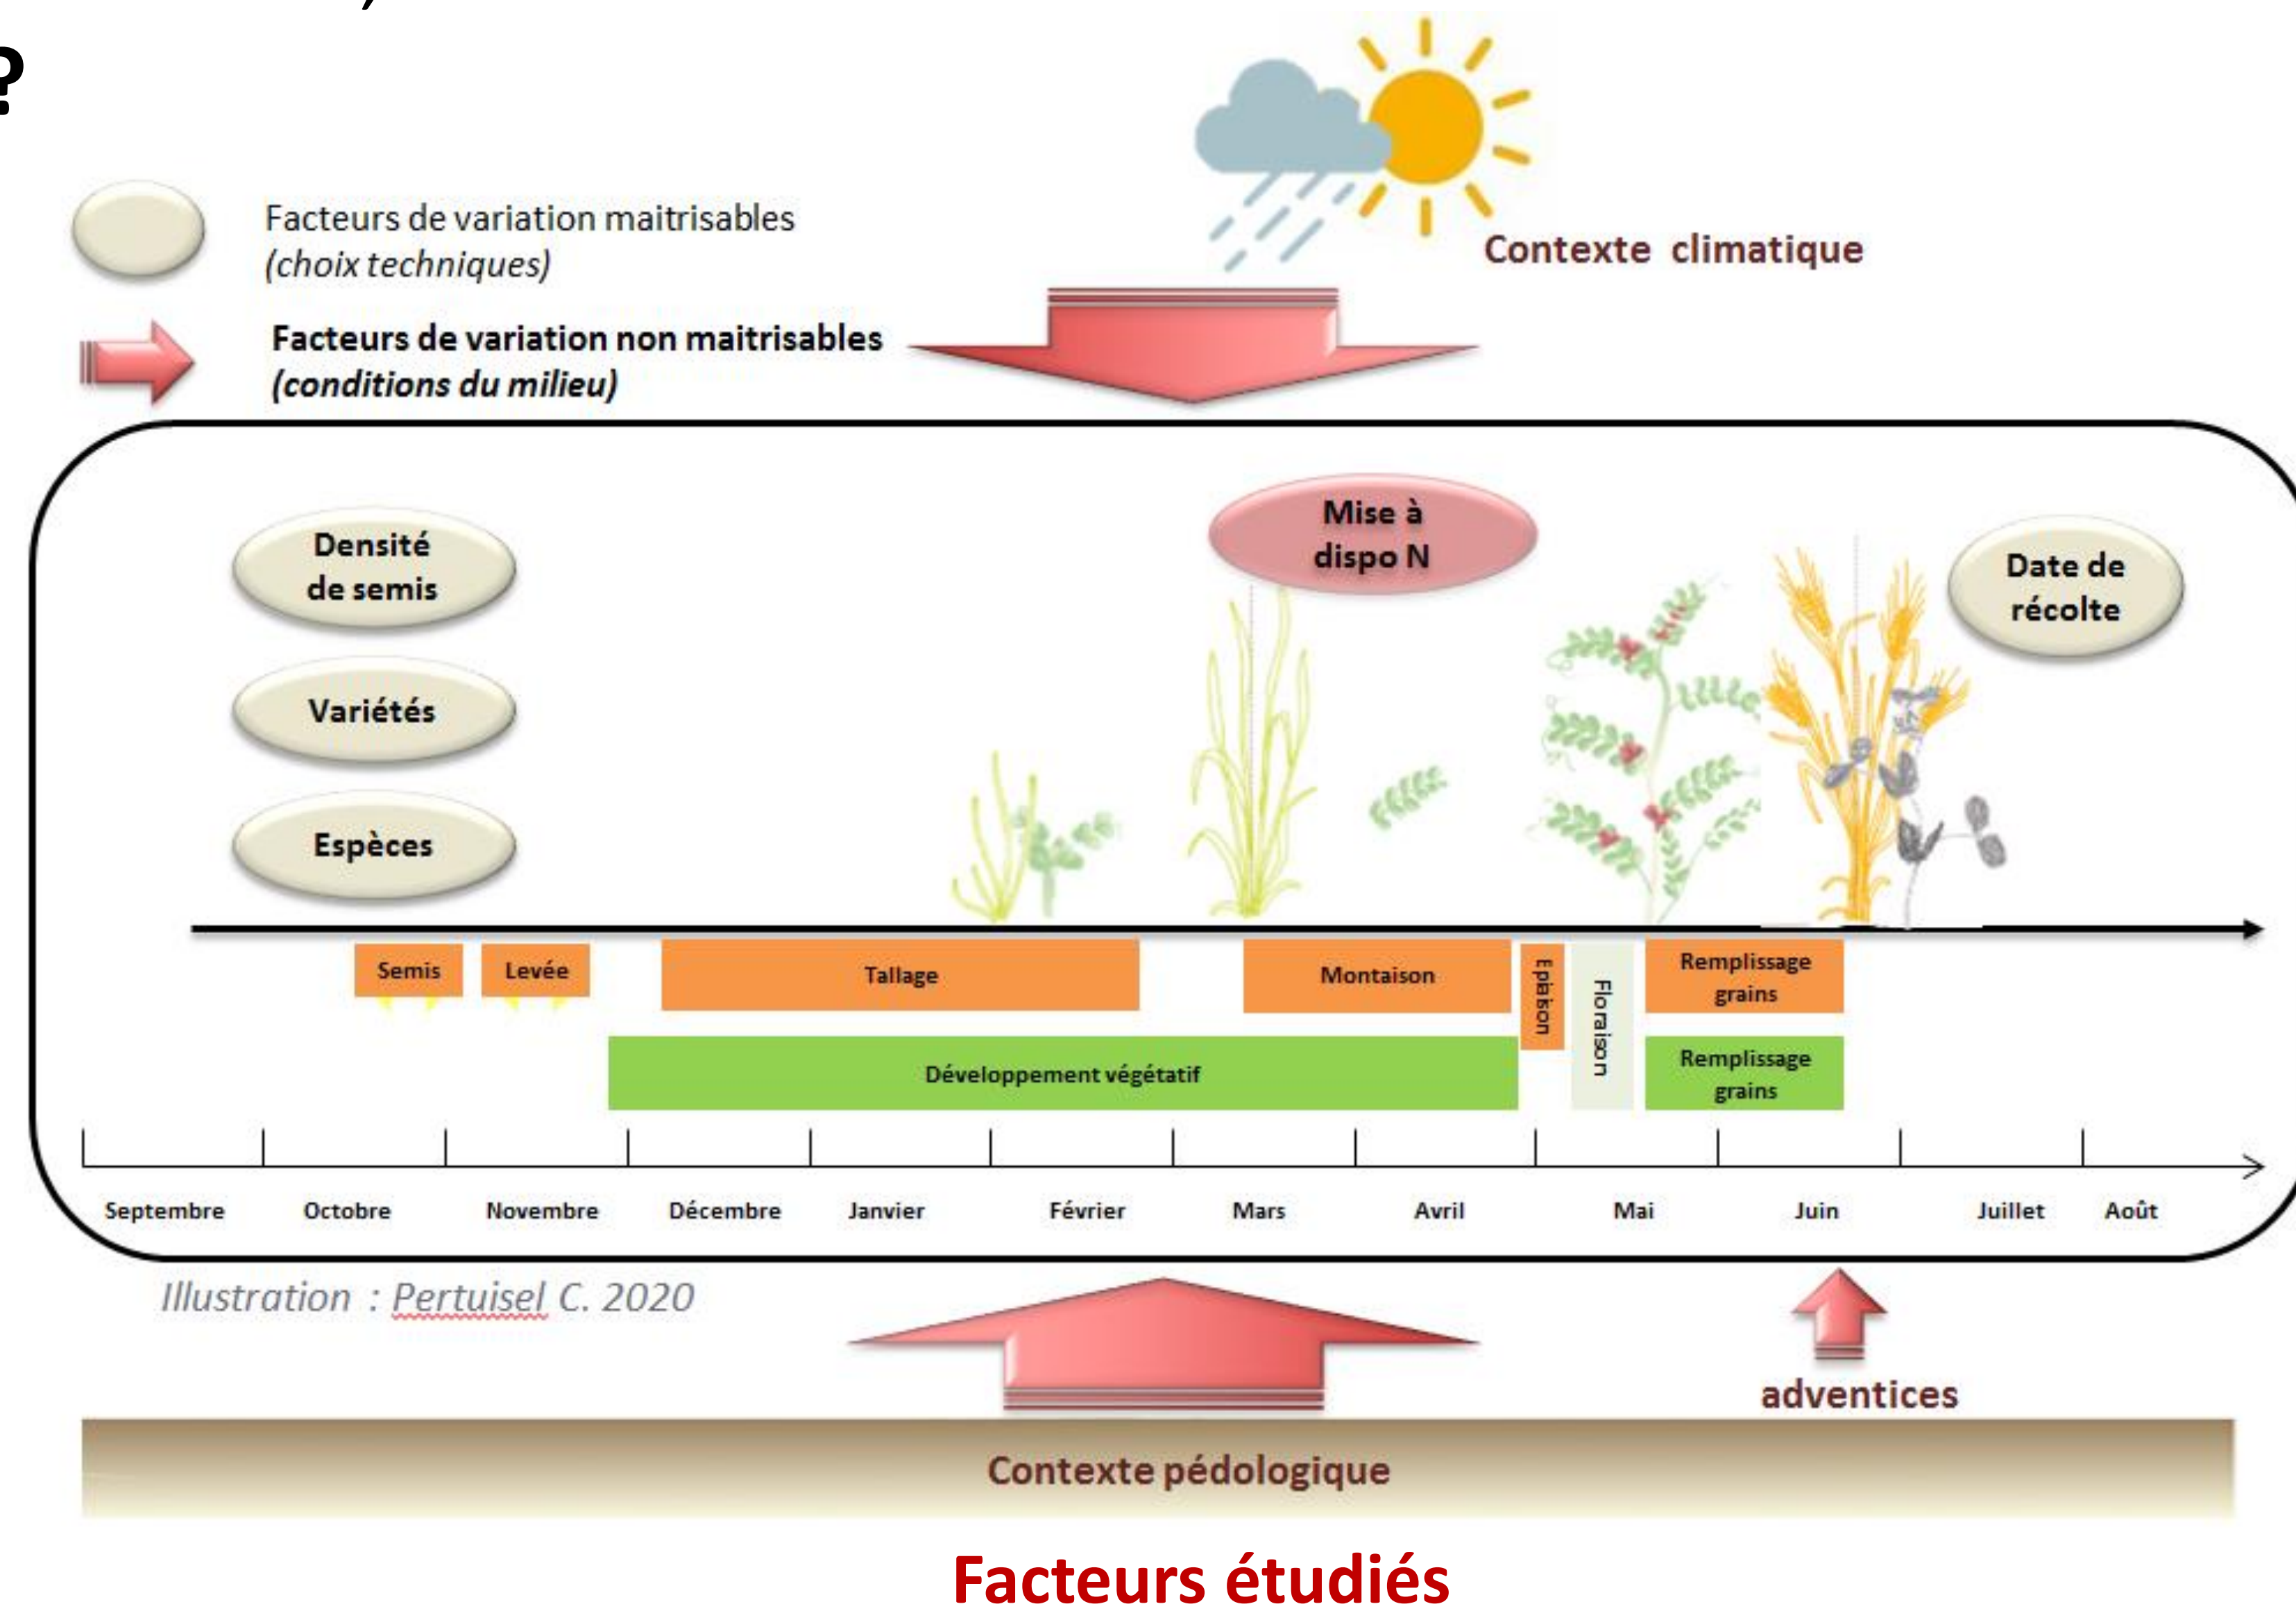 ?
Contexte climatique
Facteurs de variation maitrisables
(choix techniques)
Facteurs de variation non maitrisables
(conditions du milieu)
Densité
de semis
Mise à
dispo N
Date de
récolte
Variétés
Espèces
Semis
Levée
Tallage
Montaison
Epiaison
Floraison
Remplissage
grains
Développement végétatif
Remplissage
grains
Septembre Octobre Novembre Décembre Janvier Février Mars Avril Mai Juin Juillet Août
Illustration : Pertuisel C. 2020
adventices
Contexte pédologique
Facteurs étudiés